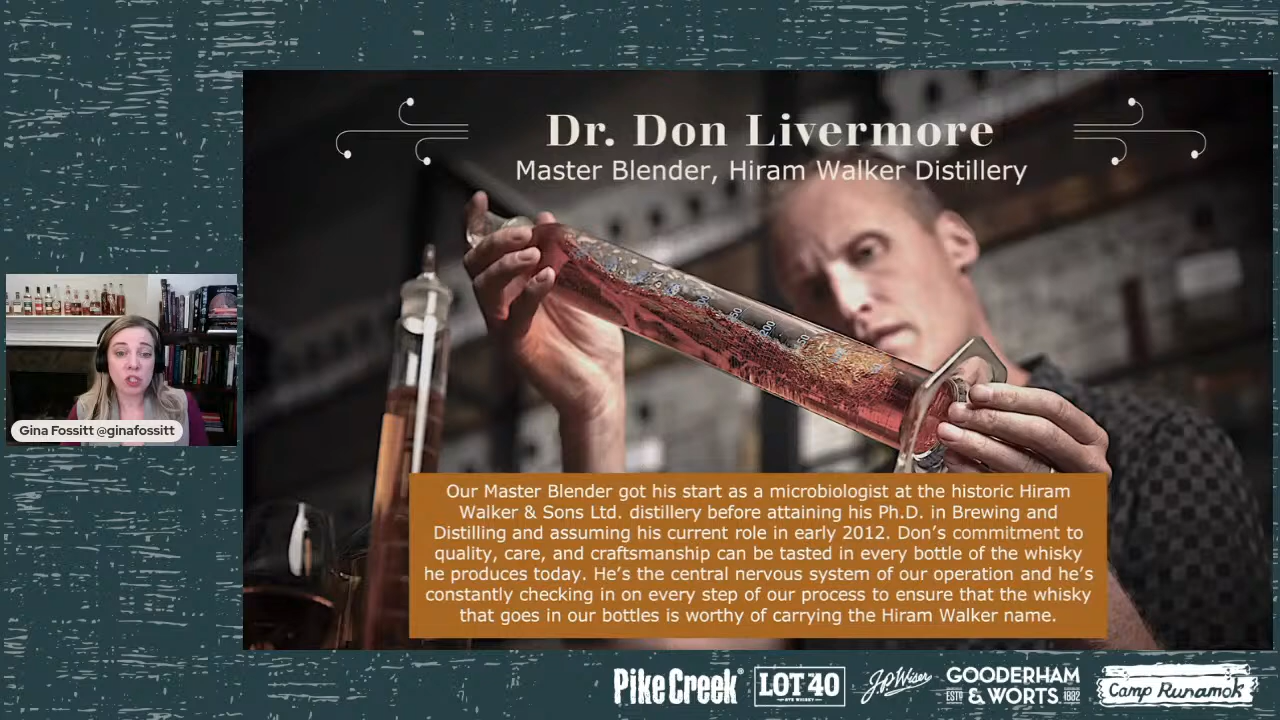 Dr. Don Livermore
Master Blender, Hiram Walker Distillery
Gina Fossitt @ginafossitt
Our Master Blender got his start as a microbiologist at the historic Hiram
Walker & Sons Ltd. distillery before attaining his Ph.D. in Brewing and
Distilling and assuming his current role in early 2012. Don’s commitment to
quality, care, and craftsmanship can be tasted in every bottle of the whisky
he produces today. He’s the central nervous system of our operation and he’s
constantly checking in on every step of our process to ensure that the whisky
that goes in our bottles is worthy of carrying the Hiram Walker name.
Pike Creek®
LOT 40
RYE WHISKY
J.P. Wiser's
GOODERHAM
ESTD & WORTS. 1832
Camp Runamok